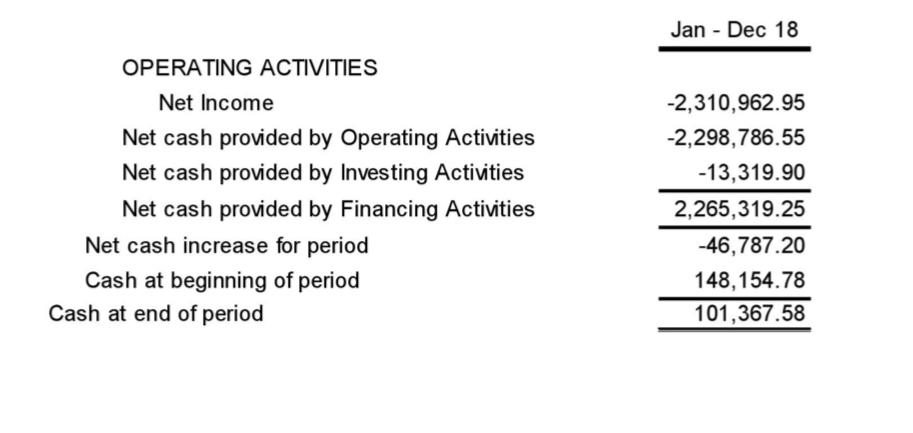 Jan - Dec 18
OPERATING ACTIVITIES
Net Income -2,310,962.95
Net cash provided by Operating Activities -2,298,786.55
Net cash provided by Investing Activities -13,319.90
Net cash provided by Financing Activities 2,265,319.25
Net cash increase for period -46,787.20
Cash at beginning of period 148,154.78
Cash at end of period 101,367.58